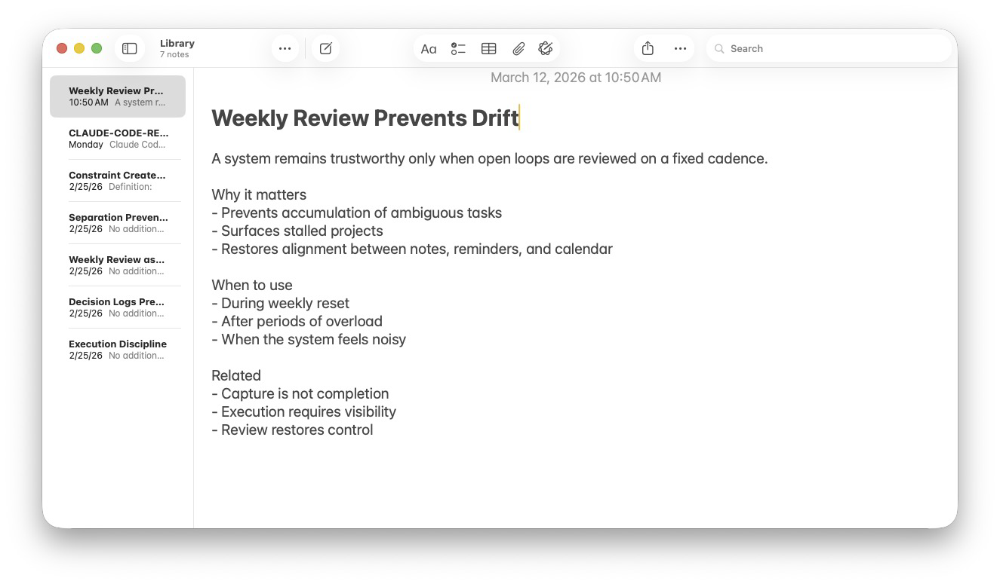 Library
7 notes
Aa
Search
Weekly Review Pr...
10:50 AM A system r...
CLAUDE-CODE-RE...
Monday Claude Cod...
Constraint Create...
2/25/26 Definition:
Separation Preven...
2/25/26 No addition...
Weekly Review as...
2/25/26 No addition...
Decision Logs Pre...
2/25/26 No addition...
Execution Discipline
2/25/26 No addition...
March 12, 2026 at 10:50 AM
Weekly Review Prevents Drift
A system remains trustworthy only when open loops are reviewed on a fixed cadence.
Why it matters
- Prevents accumulation of ambiguous tasks
- Surfaces stalled projects
- Restores alignment between notes, reminders, and calendar
When to use
- During weekly reset
- After periods of overload
- When the system feels noisy
Related
- Capture is not completion
- Execution requires visibility
- Review restores control